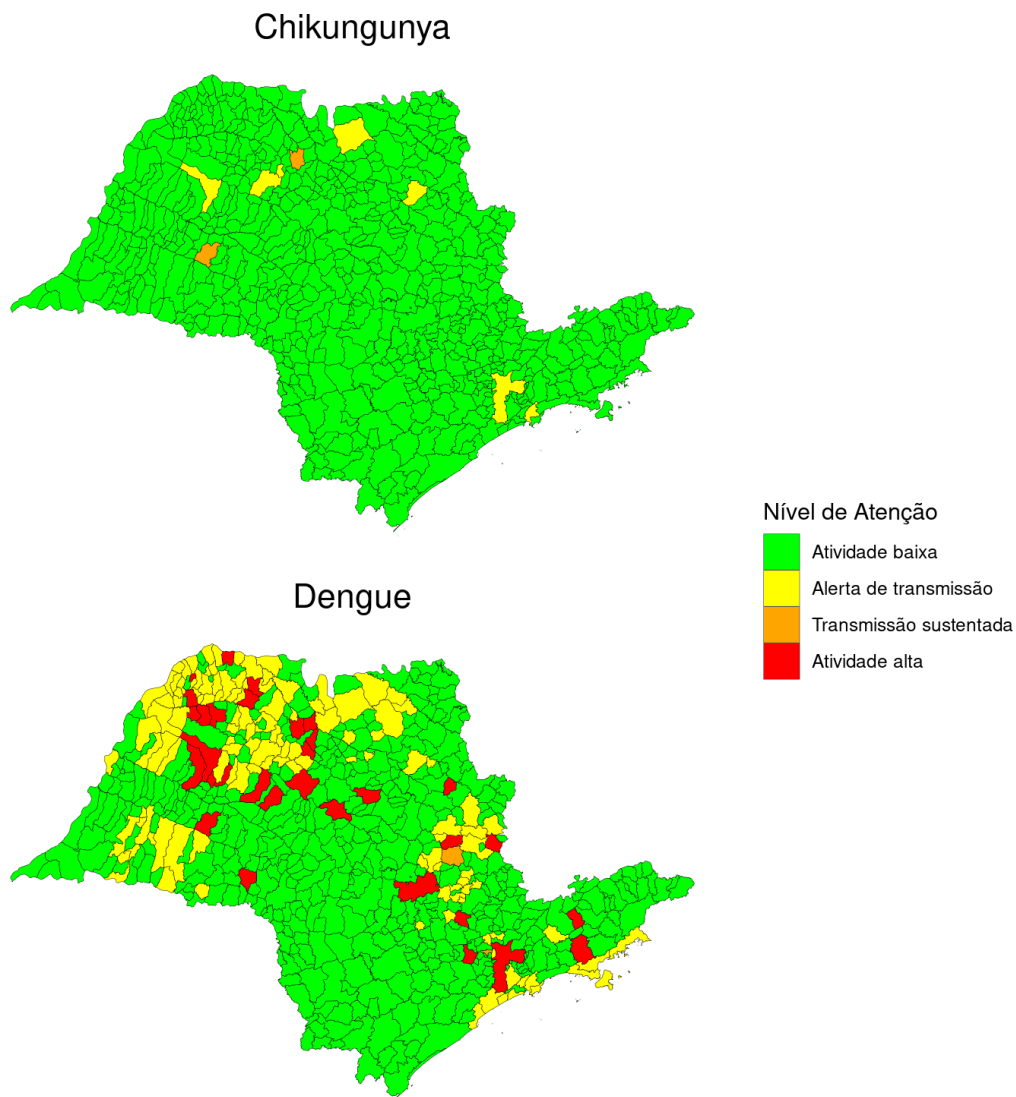 Chikungunya
Nível de Atenção
Atividade baixa
Alerta de transmissão
Transmissão sustentada
Atividade alta
Dengue